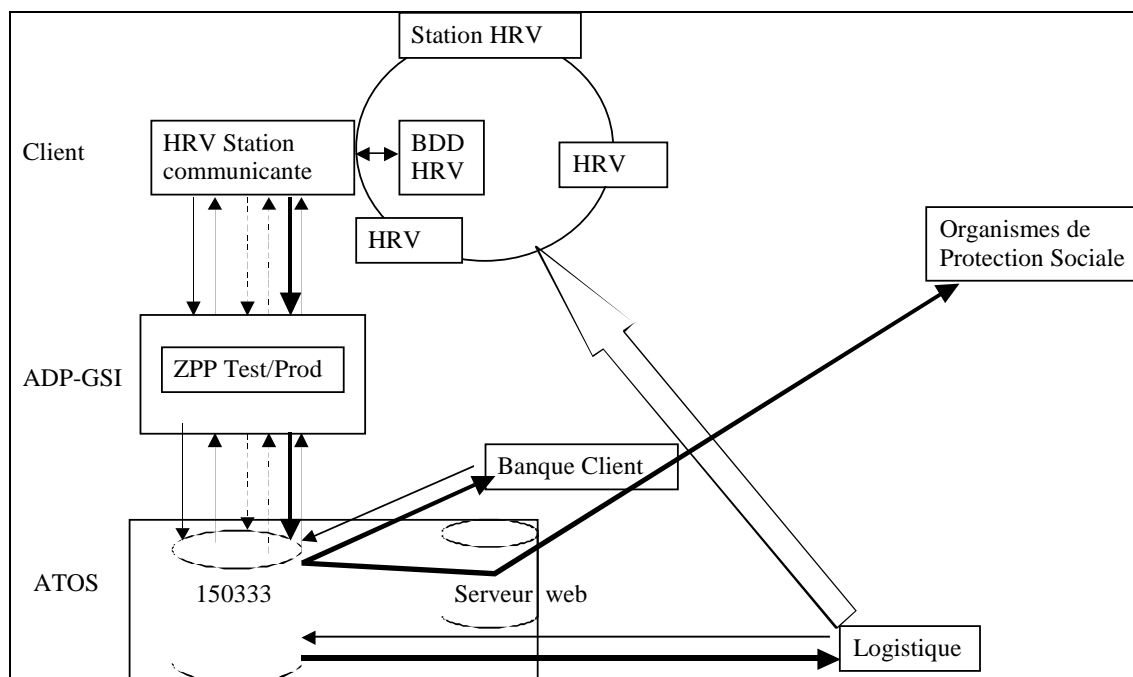 Station HRV
Client
HRV Station
communicante
BDD
HRV
HRV
HRV
Organismes de
Protection Sociale
ADP-GSI
ZPP Test/Prod
Banque Client
ATOS
150333
Serveur web
Logistique